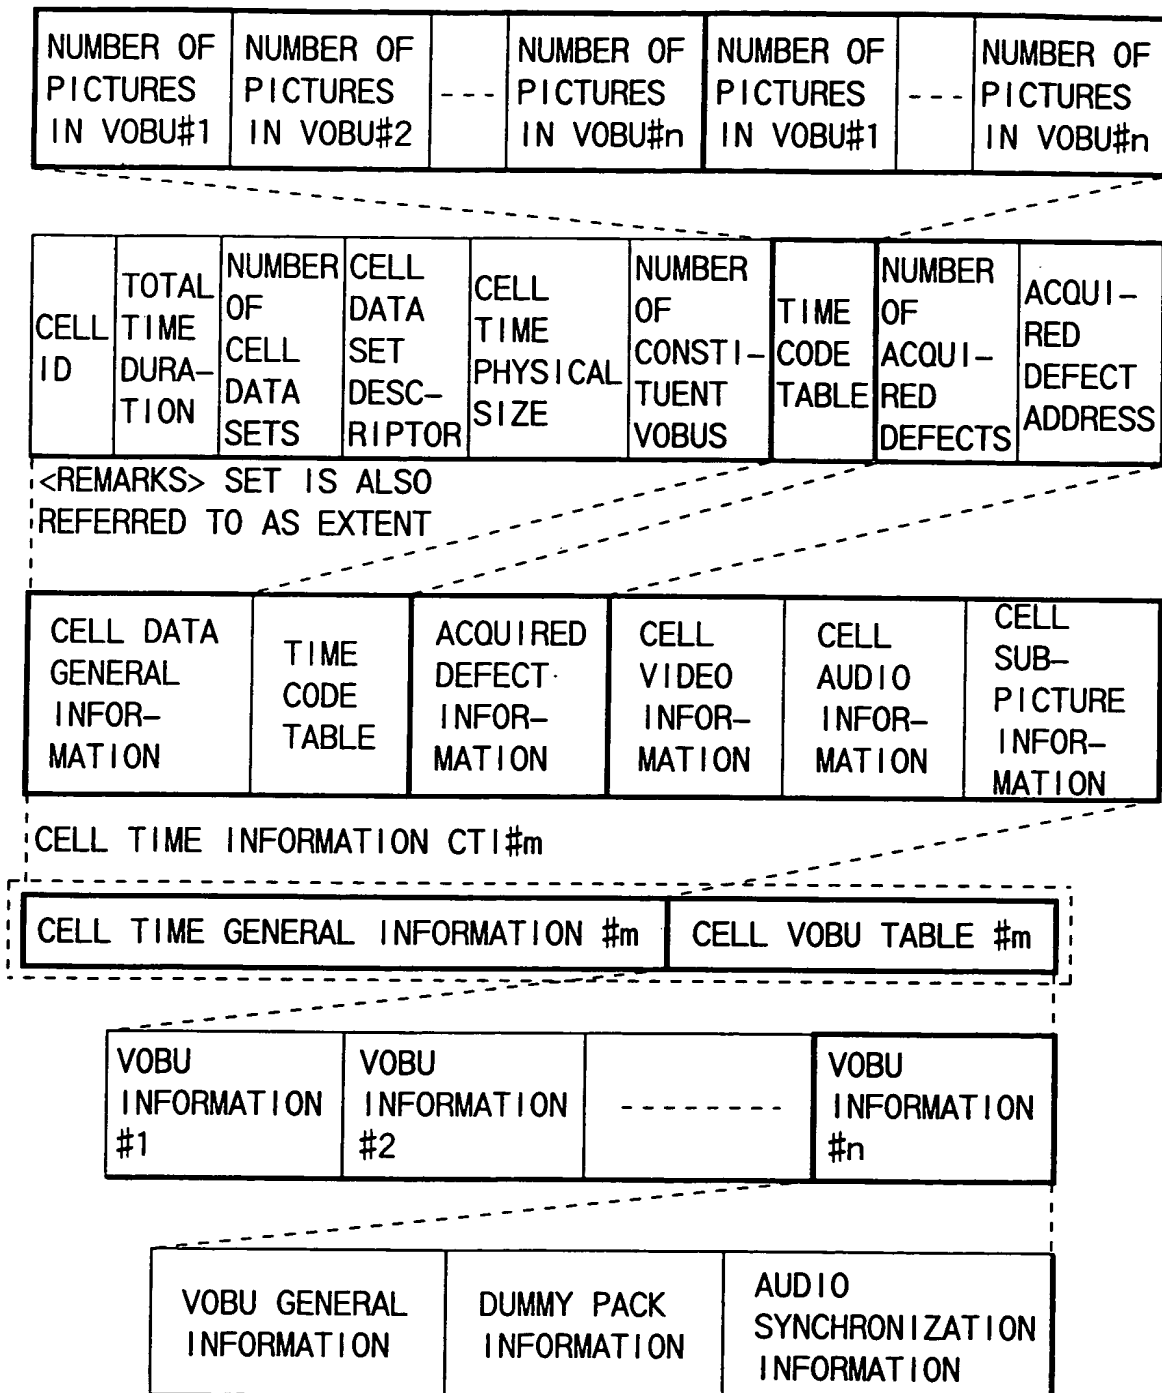 NUMBER OF PICTURES IN VOBU#1
NUMBER OF PICTURES IN VOBU#2
---
NUMBER OF PICTURES IN VOBU#n
NUMBER OF PICTURES IN VOBU#1
---
NUMBER OF PICTURES IN VOBU#n
CELL ID
TOTAL TIME DURA-TION
NUMBER OF CELL DATA SETS
CELL DATA SET DESC-RIPTOR
CELL TIME PHYSICAL SIZE
NUMBER OF CONSTI-TUENT VOBUS
TIME CODE TABLE
NUMBER OF ACQUI-RED DEFECTS
ACQUI-RED DEFECT ADDRESS
<REMARKS> SET IS ALSO
REFERRED TO AS EXTENT
CELL DATA GENERAL INFOR-MATION
TIME CODE TABLE
ACQUIRED DEFECT INFOR-MATION
CELL VIDEO INFOR-MATION
CELL AUDIO INFOR-MATION
CELL SUB-PICTURE INFOR-MATION
CELL TIME INFORMATION CTI#m
CELL TIME GENERAL INFORMATION #m
CELL VOBU TABLE #m
VOBU INFORMATION #1
VOBU INFORMATION #2
--------
VOBU INFORMATION #n
VOBU GENERAL INFORMATION
DUMMY PACK INFORMATION
AUDIO SYNCHRONIZATION INFORMATION